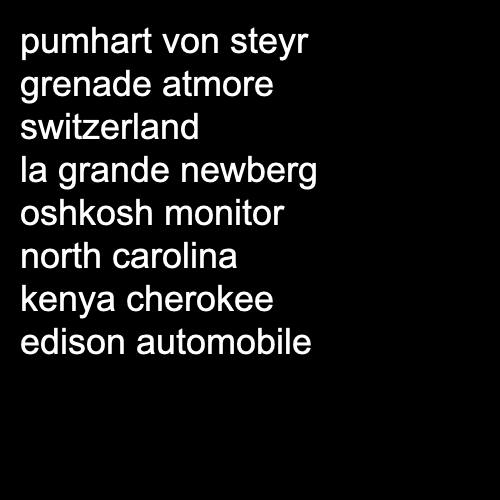 pumhart von steyr
grenade atmore
switzerland
la grande newberg
oshkosh monitor
north carolina
kenya cherokee
edison automobile